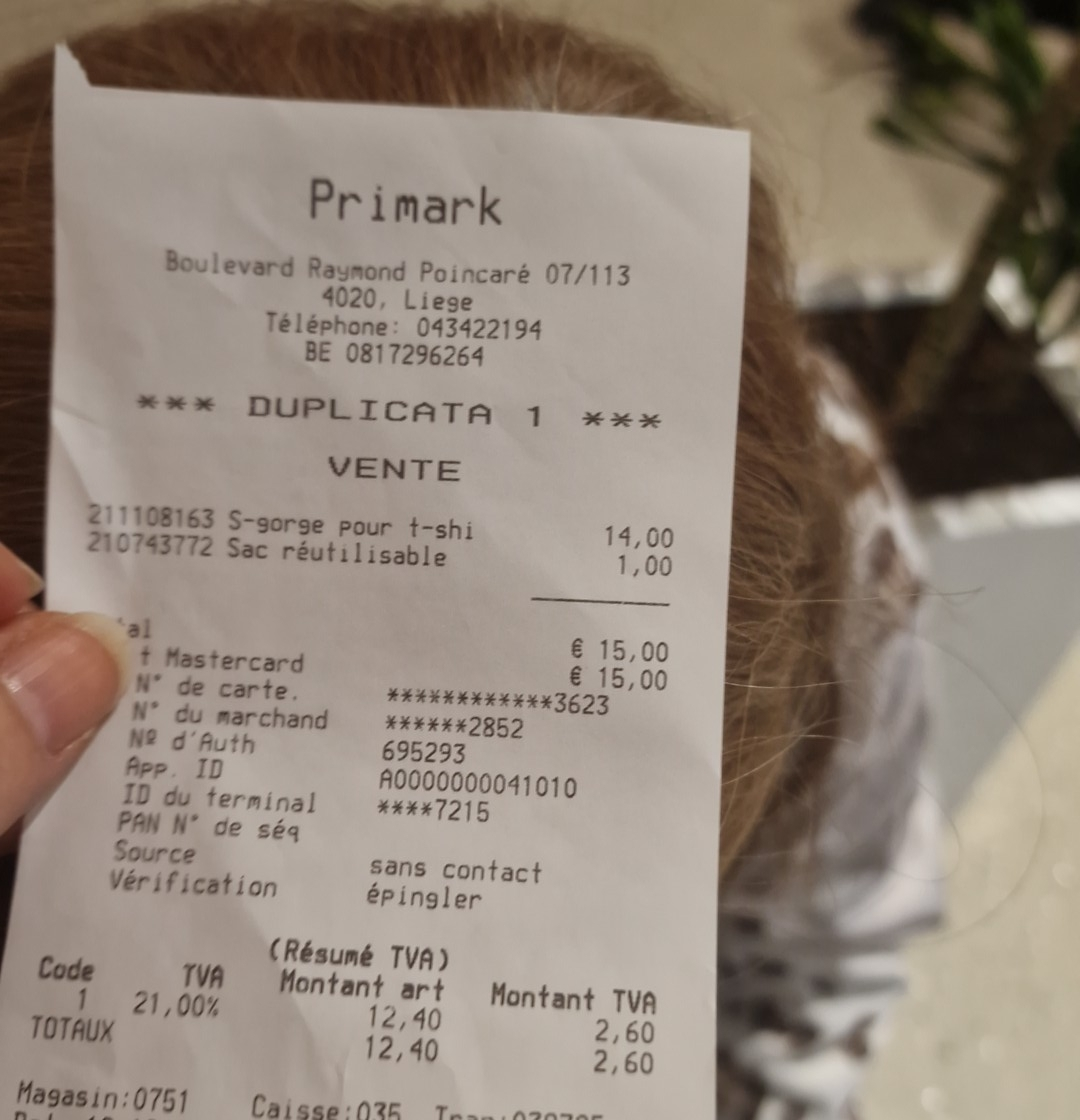 Primark
Boulevard Raymond Poincaré 07/113
4020, Liege
Téléphone: 043422194
BE 0817296264
*** DUPLICATA 1 ***
VENTE
211108163 S-gorge pour t-shi 14,00
210743772 Sac réutilisable 1,00
€ 15,00
t Mastercard € 15,00
N° de carte. ************3623
N° du marchand ******2852
Nº d'Auth 695293
App. ID A0000000041010
ID du terminal ****7215
PAN N° de séq
Source sans contact
Vérification épingler
(Résumé TVA)
Code TVA Montant art Montant TVA
1 21,00% 12,40 2,60
TOTAUX 12,40 2,60
Magasin:0751 Caisse:035